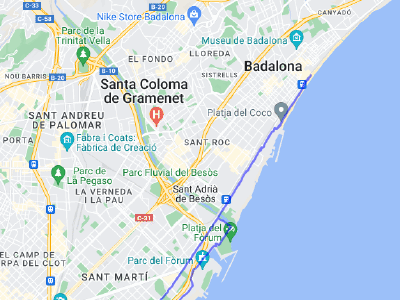 C-33
CANYADÓ
C-58
Nike Store Badalona
B-20
Parc de la
Trinitat Vella
LLOREDA
Museu de Badalona
EL FONDO
B-10
SISTRELLS
Badalona
NOU BARRIS
B-20
Santa Coloma
de Gramenet
Platja del Coco
SANT ANDREU
DE PALOMAR
H
PORTA
Fabra i Coats:
Fàbrica de Creació
SANT ROC
Parc de
La Pegaso
Parc Fluvial del Besòs
LA VERNEDA
I LA PAU
Sant Adrià
de Besòs
C-31
Platja del
Fòrum
EL CAMP DE
ARPA DEL CLOT
Parc del Fòrum
SANT MARTÍ